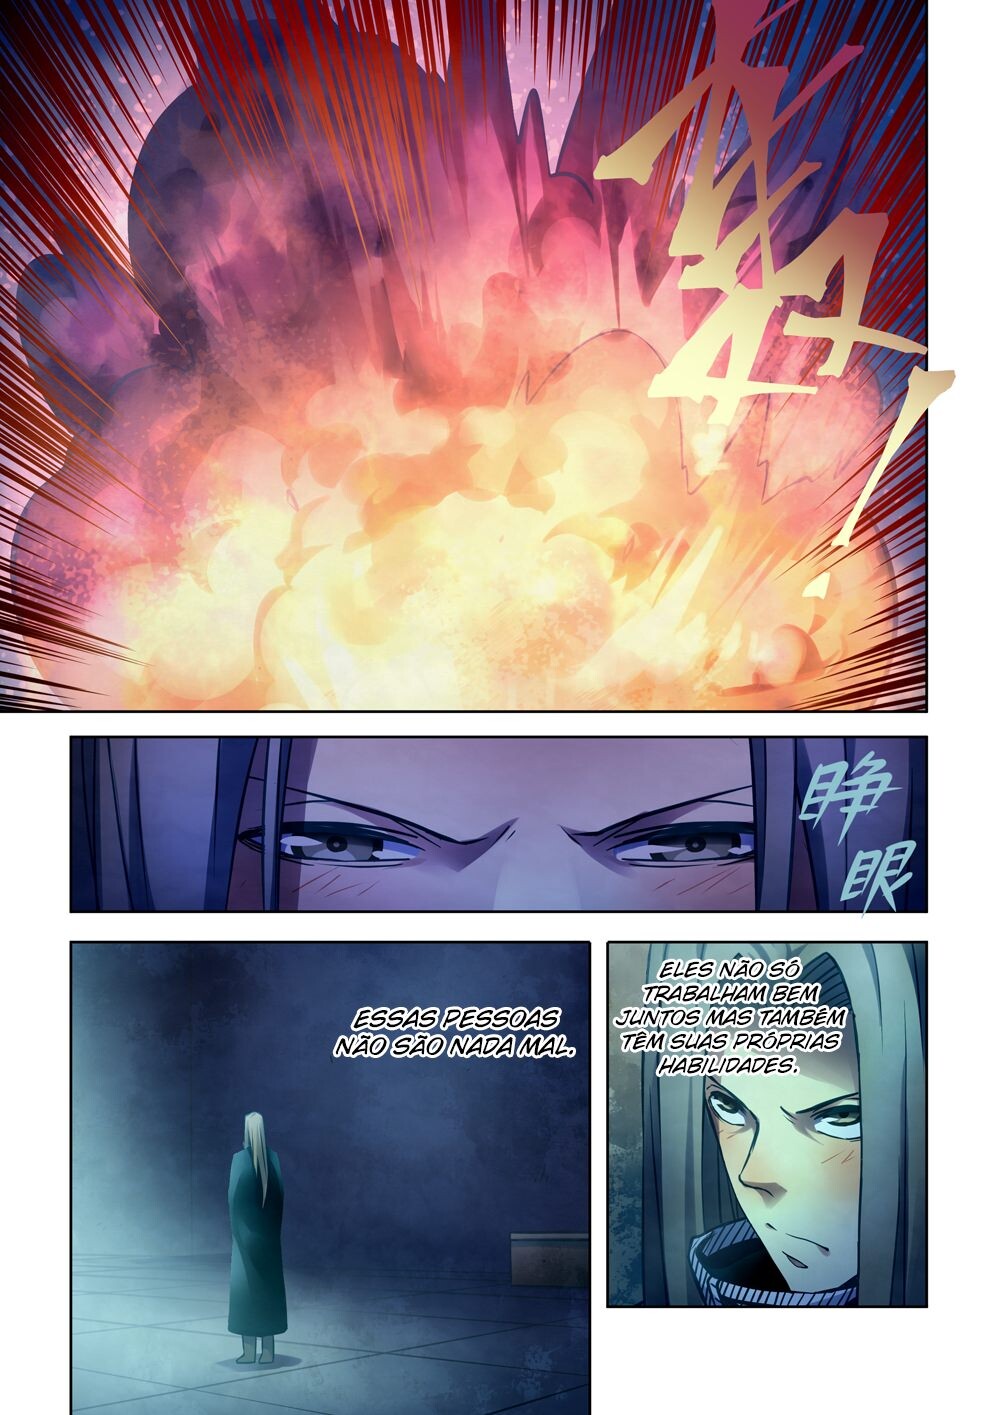 睁
眼
ESSAS PESSOAS
NÃO SÃO NADA MAL.
ELES NÃO SÓ
TRABALHAM BEM
JUNTOS MAS TAMBÉM
TÊM SUAS PRÓPRIAS
HABILIDADES.